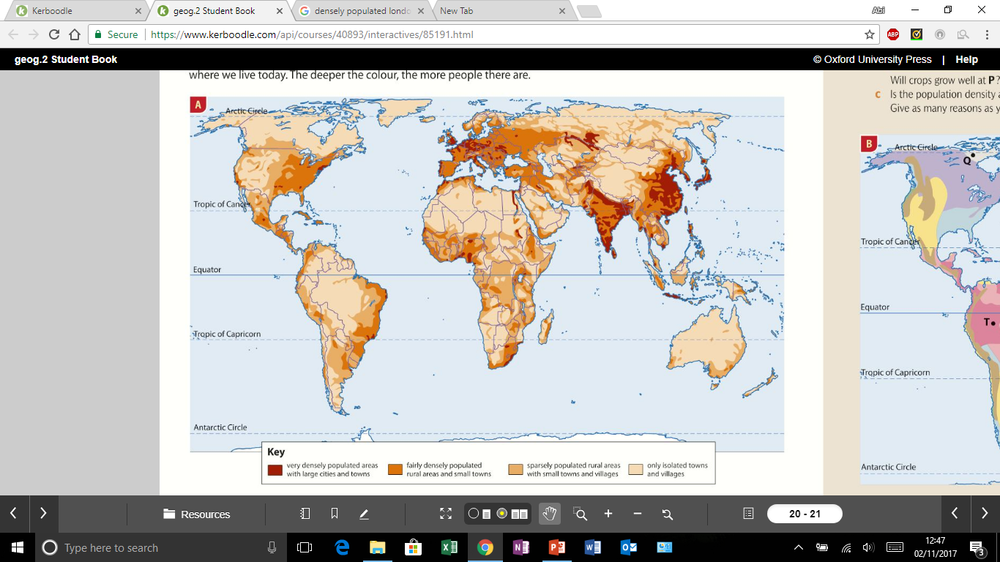 Kerboodle
geog.2 Student Book
densely populated londo
New Tab
Abi
Secure
https://www.kerboodle.com/api/courses/40893/interactives/85191.html
ABP
geog.2 Student Book
© Oxford University Press | Help
where we live today. The deeper the colour, the more people there are.
A
Arctic Circle
Tropic of Cancer
Equator
Tropic of Capricorn
Antarctic Circle
Key
very densely populated areas
with large cities and towns
fairly densely populated
rural areas and small towns
sparsely populated rural areas
with small towns and villages
only isolated towns
and villages
Will crops grow well at P?
c Is the population density
Give as many reasons as y
B
Arctic Circle
Q
Tropic of Cancer
Equator
T
Tropic of Capricorn
Antarctic Circle
Resources
20 - 21
Type here to search
12:47
02/11/2017
3